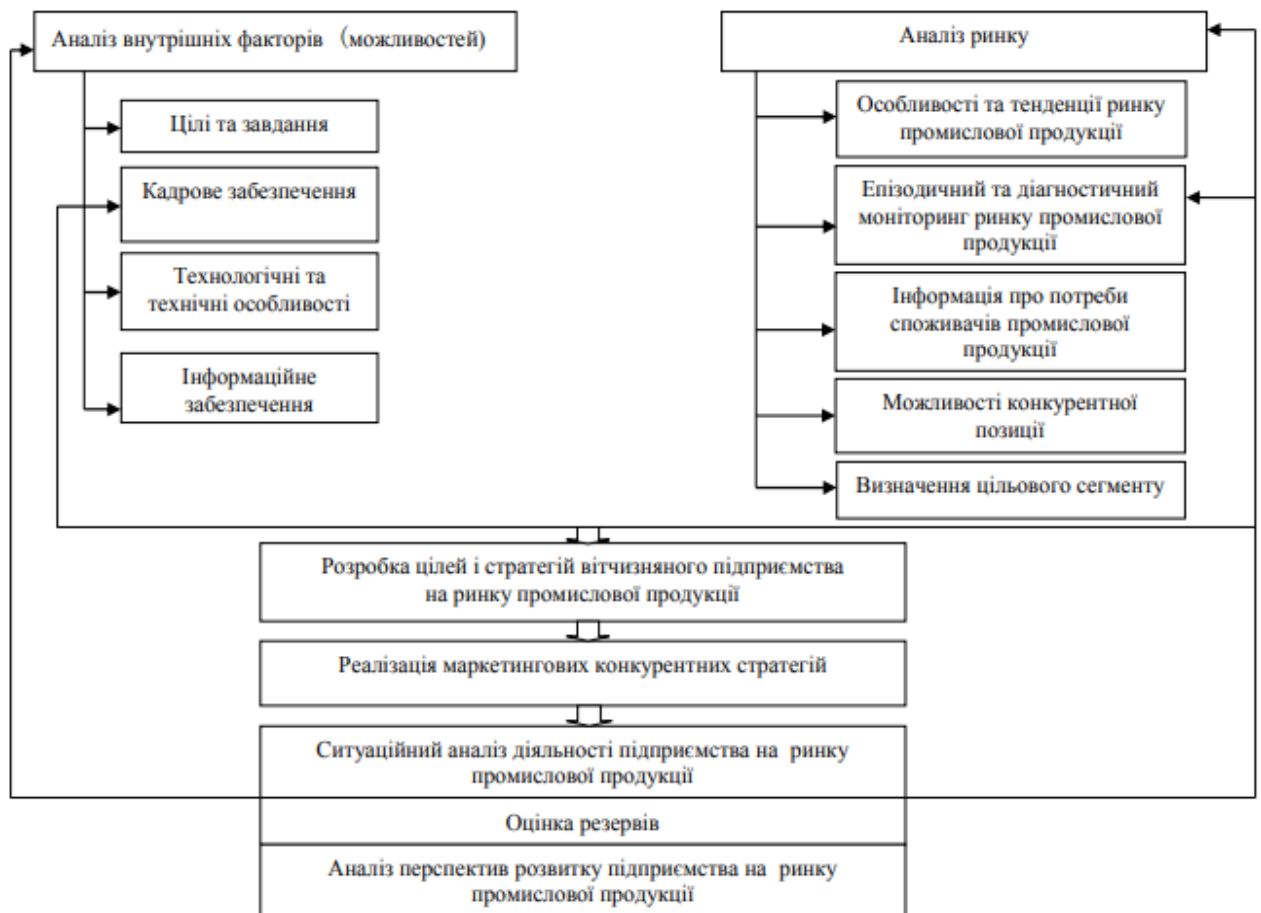 Аналіз внутрішніх факторів (можливостей)
Цілі та завдання
Кадрове забезпечення
Технологічні та
технічні особливості
Інформаційне
забезпечення
Аналіз ринку
Особливості та тенденції ринку
промислової продукції
Епізодичний та діагностичний
моніторинг ринку промислової
продукції
Інформація про потреби
споживачів промислової
продукції
Можливості конкурентної
позиції
Визначення цільового сегменту
Розробка цілей і стратегій вітчизняного підприємства
на ринку промислової продукції
Реалізація маркетингових конкурентних стратегій
Ситуаційний аналіз діяльності підприємства на ринку
промислової продукції
Оцінка резервів
Аналіз перспектив розвитку підприємства на ринку
промислової продукції